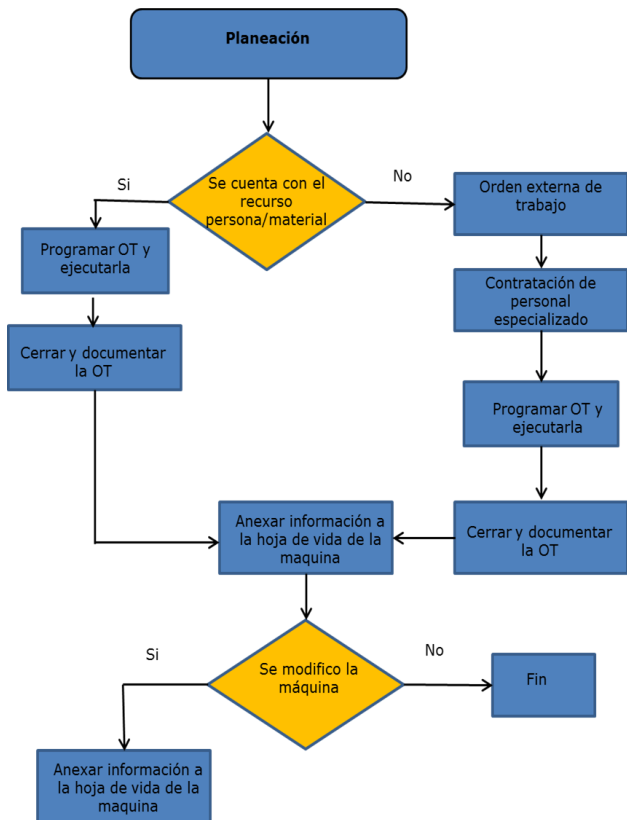 Planeación
Si
Se cuenta con el
recurso
persona/material
No
Orden externa de
trabajo
Programar OT y
ejecutarla
Contratación de
personal
especializado
Cerrar y documentar
la OT
Programar OT y
ejecutarla
Anexar información a
la hoja de vida de la
maquina
Cerrar y documentar
la OT
Si
Se modifico la
máquina
No
Fin
Anexar información a
la hoja de vida de la
maquina